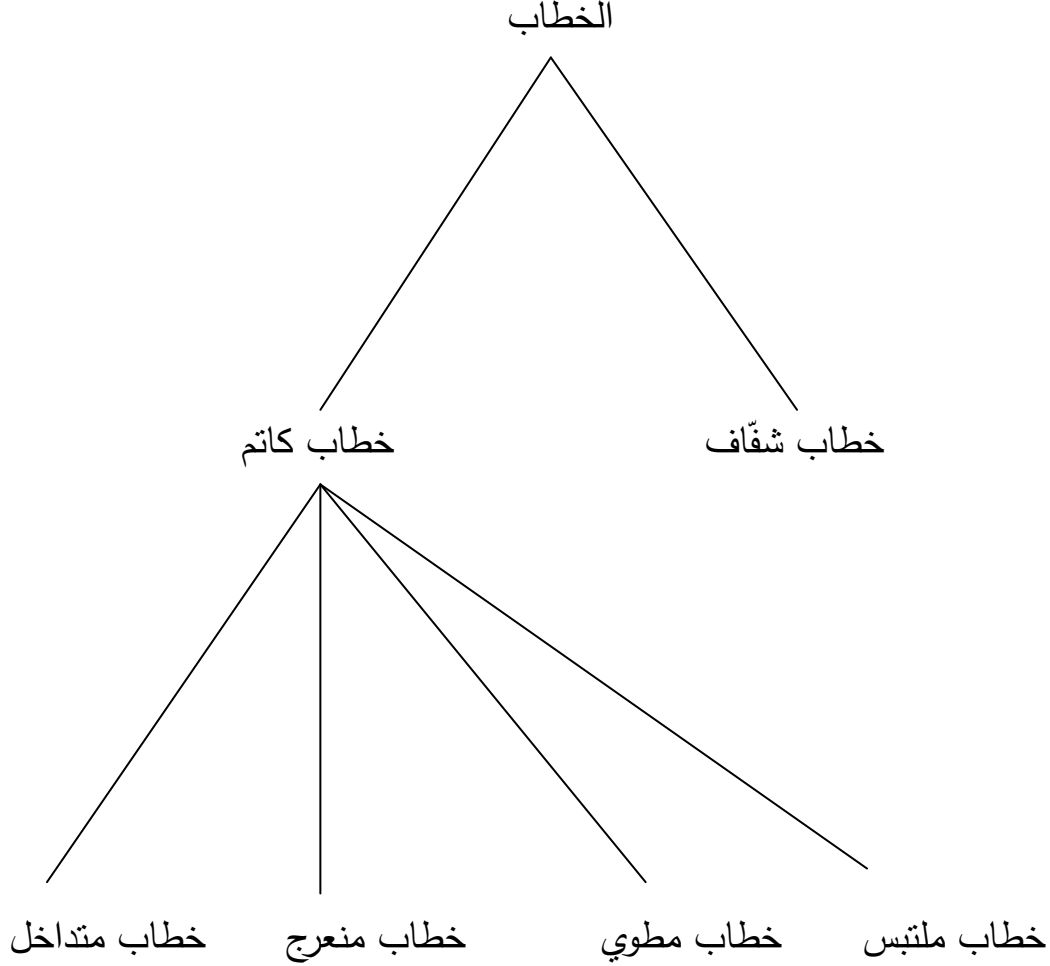 الخطاب
خطاب شفّاف
خطاب كاتم
خطاب ملتبس
خطاب مطوي
خطاب منعرج
خطاب متداخل